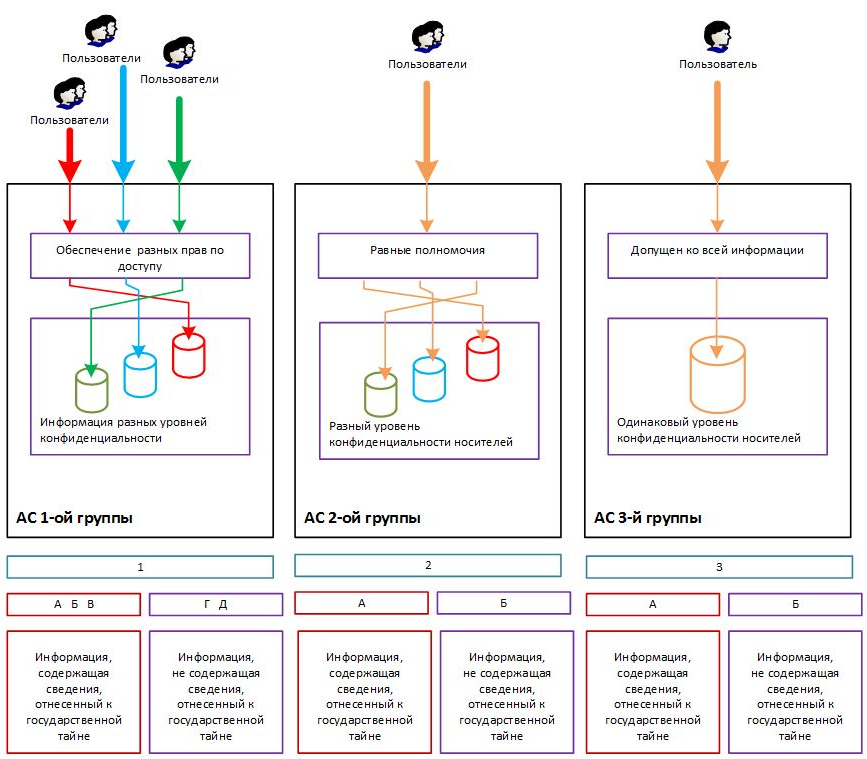 Пользователи
Пользователи
Пользователи
Пользователи
Пользователь
Обеспечение разных прав по
доступу
Равные полномочия
Допущен ко всей информации
Информация разных уровней
конфиденциальности
Разный уровень
конфиденциальности носителей
Одинаковый уровень
конфиденциальности носителей
АС 1-ой группы
АС 2-ой группы
АС 3-й группы
1
2
3
А Б В
Г Д
А
Б
А
Б
Информация,
содержащая
сведения,
отнесенный к
государственной
тайне
Информация,
не содержащая
сведения,
отнесенный к
государственной
тайне
Информация,
содержащая
сведения,
отнесенный к
государственной
тайне
Информация,
не содержащая
сведения,
отнесенный к
государственной
тайне
Информация,
содержащая
сведения,
отнесенный к
государственной
тайне
Информация,
не содержащая
сведения,
отнесенный к
государственной
тайне